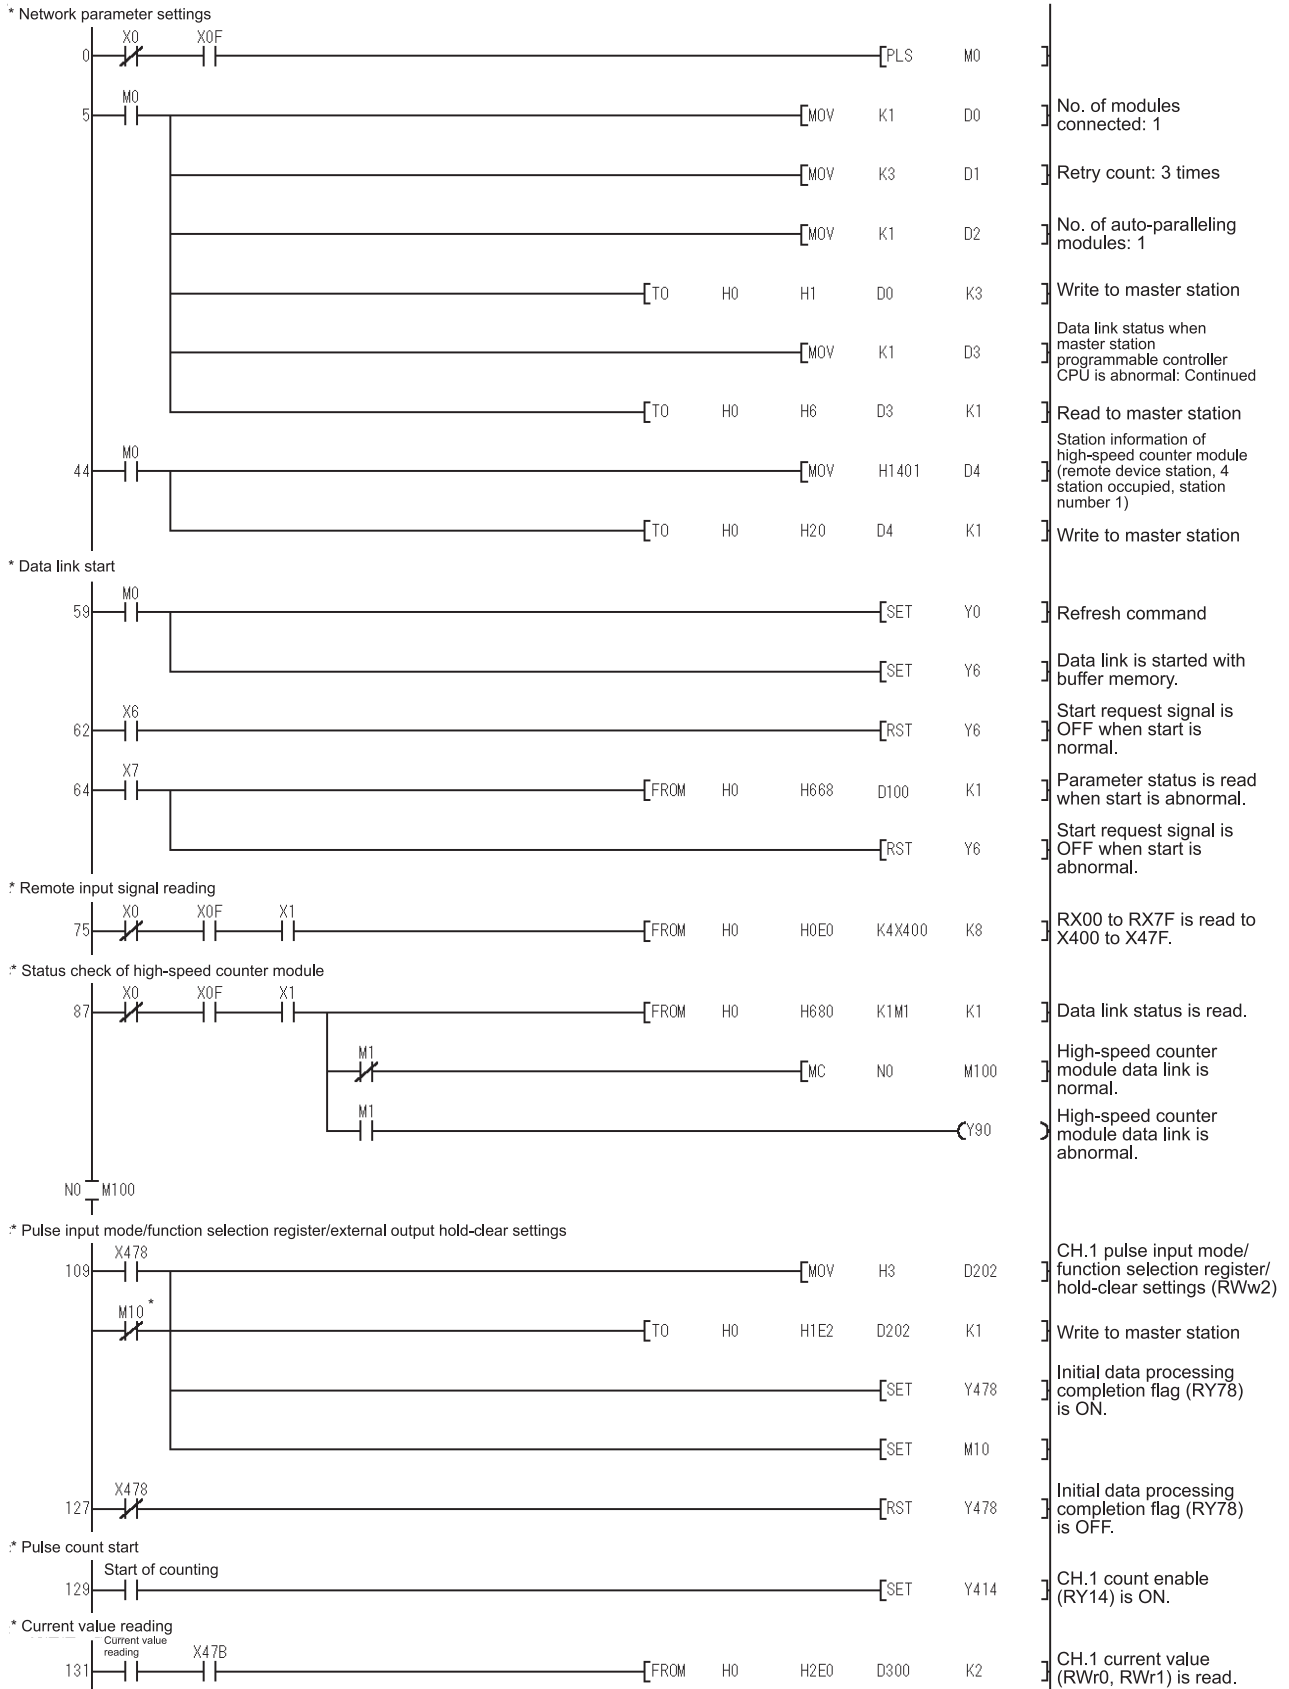 * Network parameter settings
X0 X0F
0 PLS M0
M0
5 MOV K1 D0 No. of modules
connected: 1
MOV K3 D1 Retry count: 3 times
MOV K1 D2 No. of auto-paralleling
modules: 1
TO H0 H1 D0 K3 Write to master station
MOV K1 D3 Data link status when
master station
programmable controller
CPU is abnormal: Continued
TO H0 H6 D3 K1 Read to master station
M0
44 MOV H1401 D4 Station information of
high-speed counter module
(remote device station, 4
station occupied, station
number 1)
TO H0 H20 D4 K1 Write to master station
* Data link start
M0
59 SET Y0 Refresh command
SET Y6 Data link is started with
buffer memory.
X6
62 RST Y6 Start request signal is
OFF when start is
normal.
X7
64 FROM H0 H668 D100 K1 Parameter status is read
when start is abnormal.
RST Y6 Start request signal is
OFF when start is
abnormal.
* Remote input signal reading
X0 X0F X1
75 FROM H0 H0E0 K4X400 K8 RX00 to RX7F is read to
X400 to X47F.
* Status check of high-speed counter module
X0 X0F X1
87 FROM H0 H680 K1M1 K1 Data link status is read.
M1
MC N0 M100 High-speed counter
module data link is
normal.
M1
Y90 High-speed counter
module data link is
abnormal.
N0 M100
* Pulse input mode/function selection register/external output hold-clear settings
X478
109 MOV H3 D202 CH.1 pulse input mode/
function selection register/
hold-clear settings (RWw2)
M10 *
TO H0 H1E2 D202 K1 Write to master station
SET Y478 Initial data processing
completion flag (RY78)
is ON.
SET M10
X478
127 RST Y478 Initial data processing
completion flag (RY78)
is OFF.
* Pulse count start
Start of counting
129 SET Y414 CH.1 count enable
(RY14) is ON.
* Current value reading
Current value
reading X47B
131 FROM H0 H2E0 D300 K2 CH.1 current value
(RWr0, RWr1) is read.